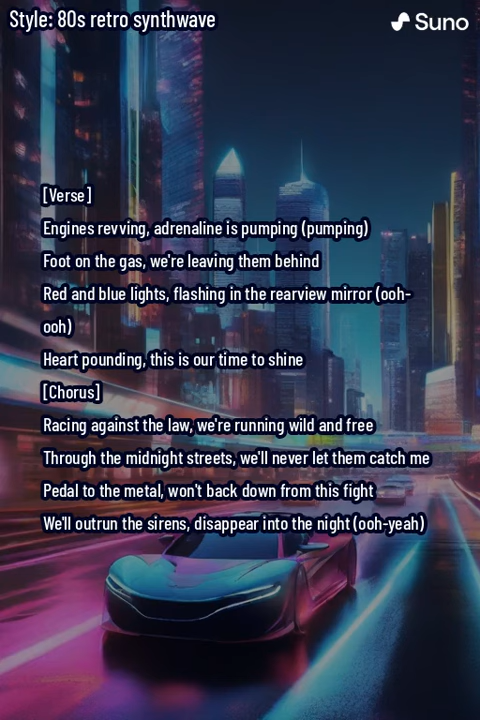 Style: 80s retro synthwave
Suno
[Verse]
Engines revving, adrenaline is pumping (pumping)
Foot on the gas, we're leaving them behind
Red and blue lights, flashing in the rearview mirror (ooh-
ooh)
Heart pounding, this is our time to shine
[Chorus]
Racing against the law, we're running wild and free
Through the midnight streets, we'll never let them catch me
Pedal to the metal, won't back down from this fight
We'll outrun the sirens, disappear into the night (ooh-yeah)